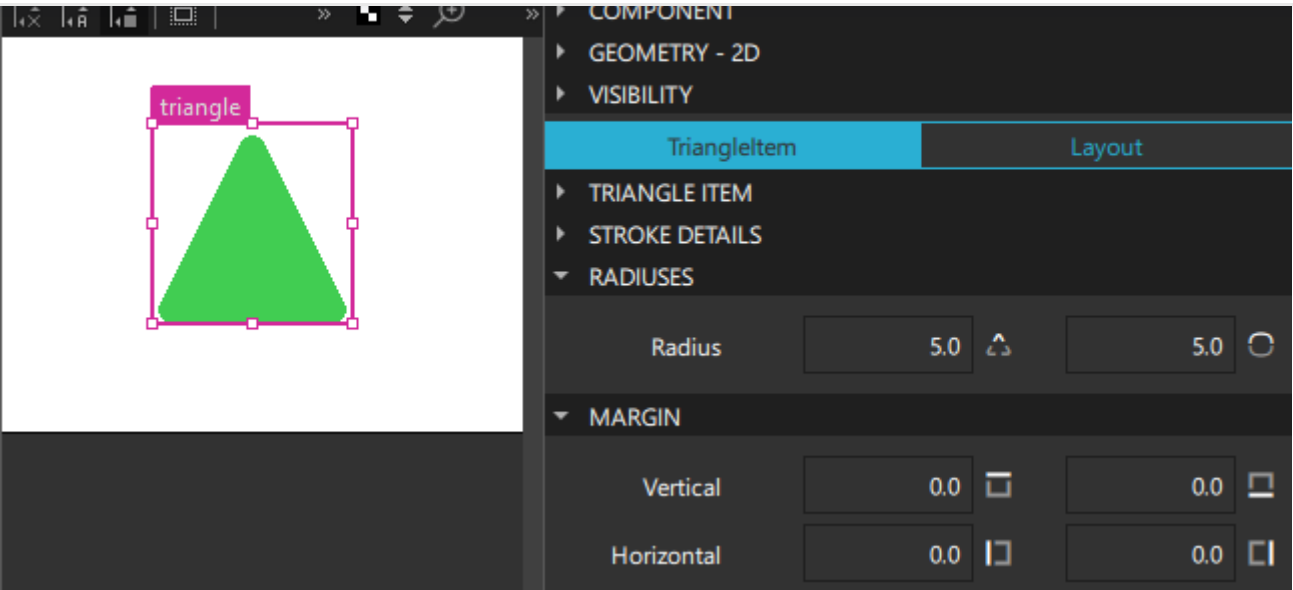 COMPONENT
GEOMETRY - 2D
VISIBILITY
triangle
TriangleItem Layout
TRIANGLE ITEM
STROKE DETAILS
RADIUSES
Radius 5.0 5.0
MARGIN
Vertical 0.0 0.0
Horizontal 0.0 0.0